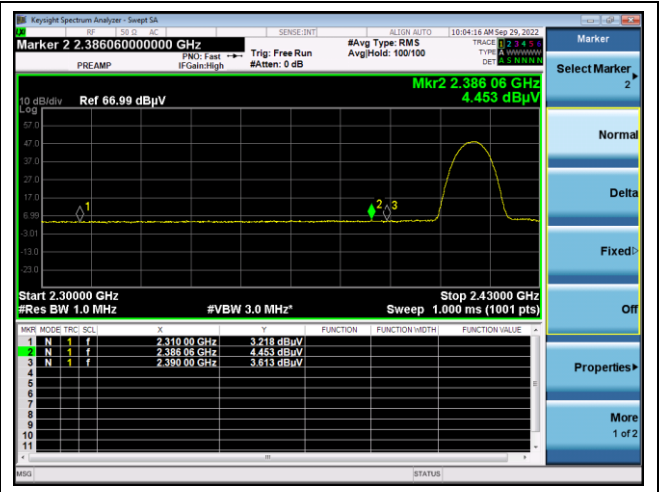 Keysight Spectrum Analyzer - Swept SA
RF 50 Ω AC SENSE:INT ALIGN AUTO 10:04:16 AM Sep 29, 2022
Marker 2 2.386060000000 GHz
PREAMP
PNO: Fast
IFGain:High
Trig: Free Run
#Atten: 0 dB
#Avg Type: RMS
Avg|Hold: 100/100
TRACE 1 2 3 4 5 6
TYPE A WWWWW
DET A S N N N N
Mkr2 2.386 06 GHz
4.453 dBµV
10 dB/div Ref 66.99 dBµV
Log
57.0
47.0
37.0
27.0
17.0
6.99
-3.01
-13.0
-23.0
1
2
3
Start 2.30000 GHz Stop 2.43000 GHz
#Res BW 1.0 MHz #VBW 3.0 MHz* Sweep 1.000 ms (1001 pts)
MKR MODE TRC SCL X Y FUNCTION FUNCTION WIDTH FUNCTION VALUE
1 N 1 f 2.310 00 GHz 3.218 dBuV
2 N 1 f 2.386 06 GHz 4.453 dBuV
3 N 1 f 2.390 00 GHz 3.613 dBuV
4
5
6
7
8
9
10
11
MSG STATUS
Marker
Select Marker
2
Normal
Delta
Fixed
Off
Properties
More
1 of 2